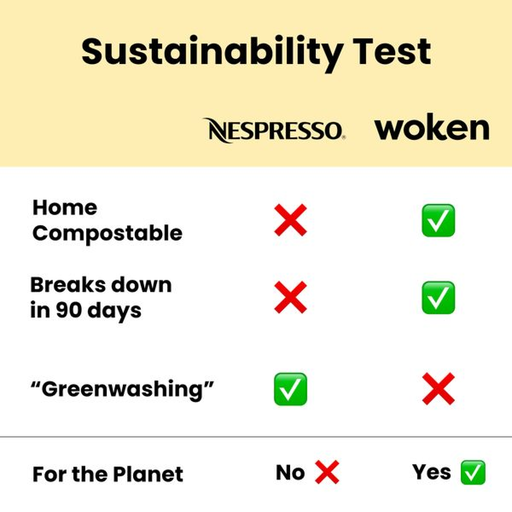 Sustainability Test
NESPRESSO. woken
Home
Compostable ❌ ✅
Breaks down
in 90 days ❌ ✅
“Greenwashing” ✅ ❌
For the Planet No ❌ Yes ✅